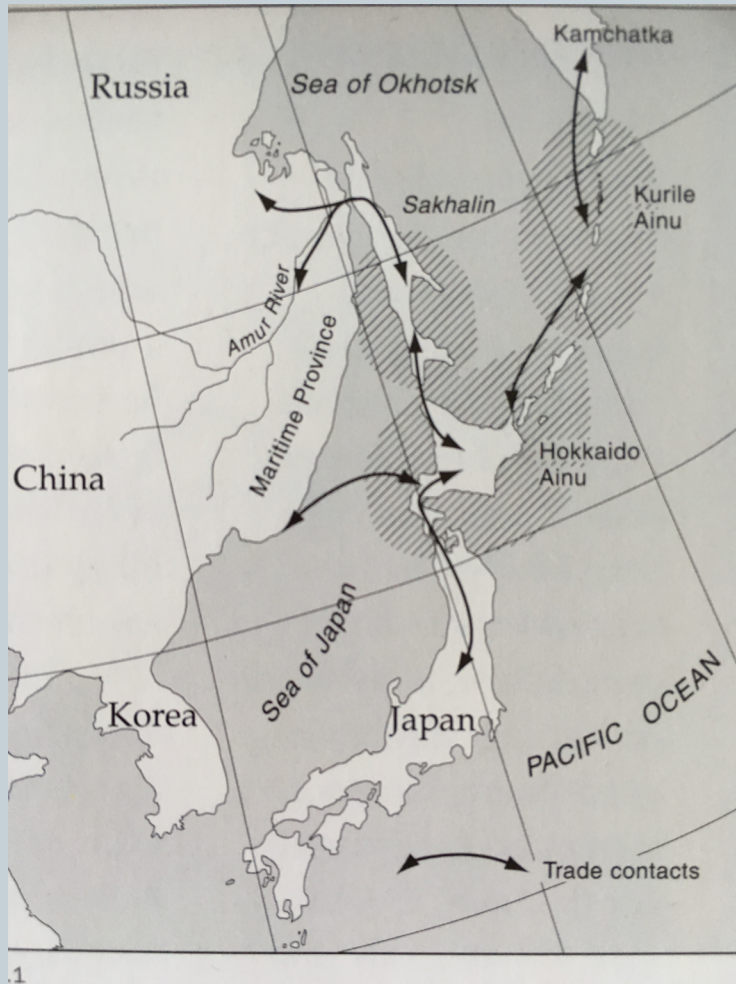 Kamchatka
Russia
Sea of Okhotsk
Sakhalin
Kurile
Ainu
Amur River
Maritime Province
Hokkaido
Ainu
China
Sea of Japan
Korea
Japan
PACIFIC OCEAN
Trade contacts
.1